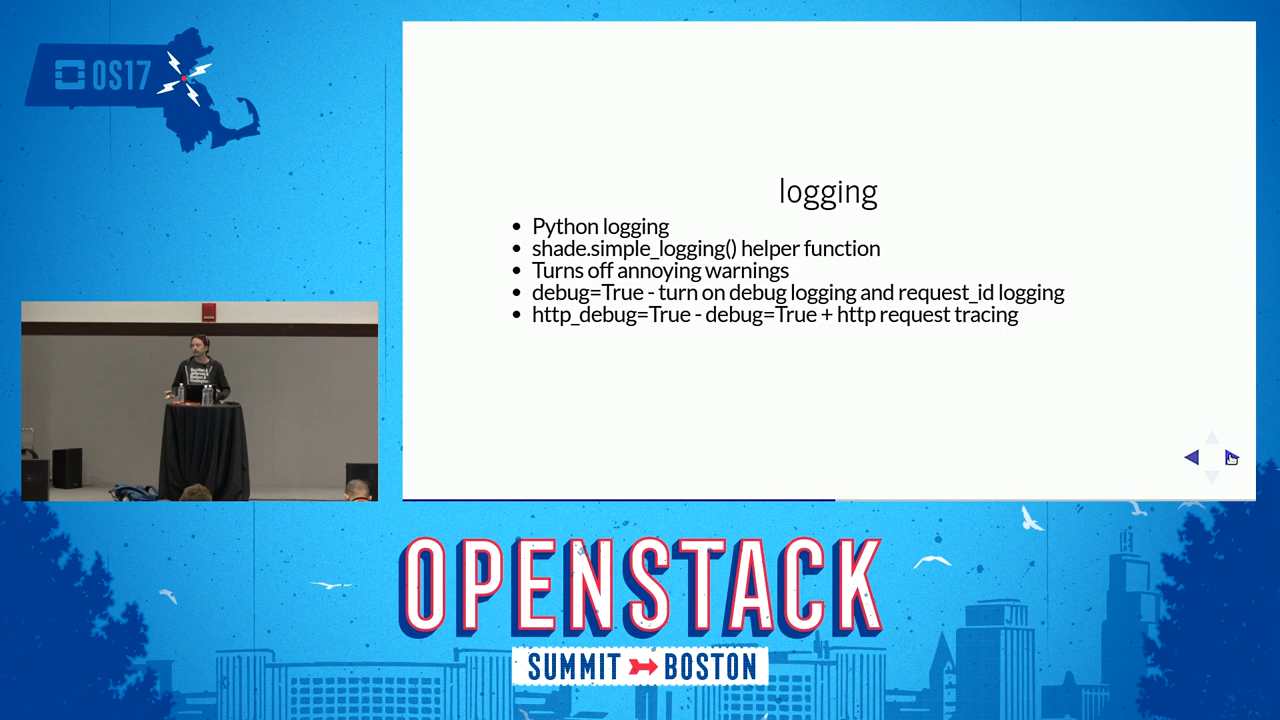 OS17
logging
Python logging
shade.simple_logging() helper function
Turns off annoying warnings
debug=True - turn on debug logging and request_id logging
http_debug=True - debug=True + http request tracing
OPENSTACK
SUMMIT BOSTON